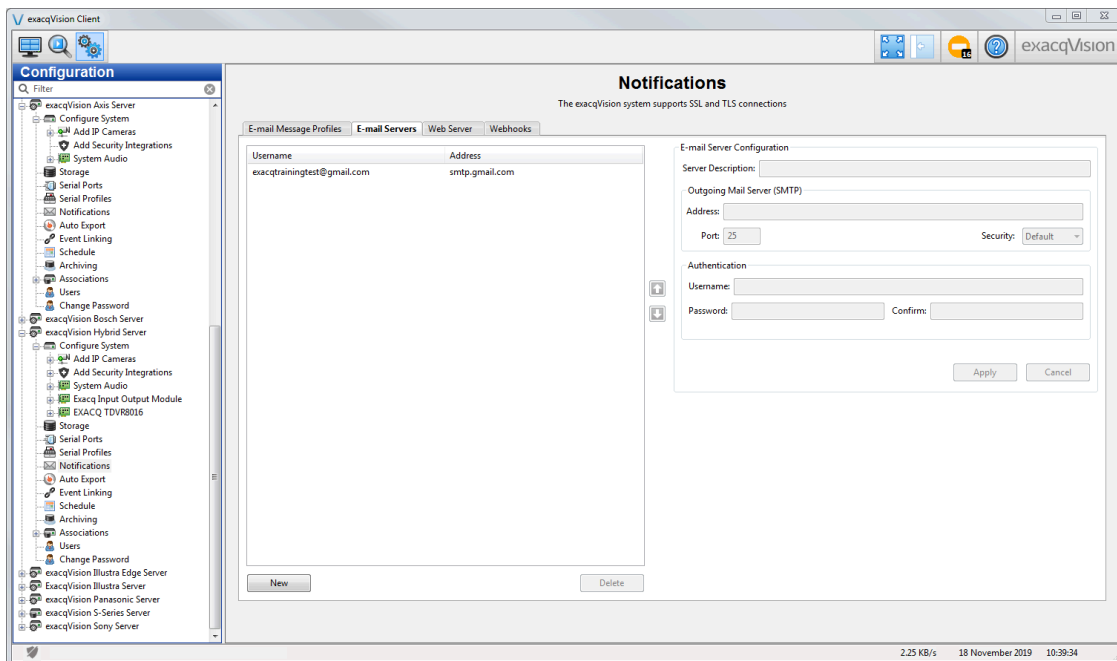 exacqVision Client
16
exacqVision
Configuration
Filter
exacqVision Axis Server
Configure System
Add IP Cameras
Add Security Integrations
System Audio
Storage
Serial Ports
Serial Profiles
Notifications
Auto Export
Event Linking
Schedule
Archiving
Associations
Users
Change Password
exacqVision Bosch Server
exacqVision Hybrid Server
Configure System
Add IP Cameras
Add Security Integrations
System Audio
Exacq Input Output Module
EXACQ TDVR8016
Storage
Serial Ports
Serial Profiles
Notifications
Auto Export
Event Linking
Schedule
Archiving
Associations
Users
Change Password
exacqVision Illustra Edge Server
ExacqVision Illustra Server
exacqVision Panasonic Server
exacqVision S-Series Server
exacqVision Sony Server
Notifications
The exacqVision system supports SSL and TLS connections
E-mail Message Profiles E-mail Servers Web Server Webhooks
Username Address
exacqtrainingtest@gmail.com smtp.gmail.com
New Delete
E-mail Server Configuration
Server Description:
Outgoing Mail Server (SMTP)
Address:
Port: 25 Security: Default
Authentication
Username:
Password: Confirm:
Apply Cancel
2.25 KB/s 18 November 2019 10:39:34